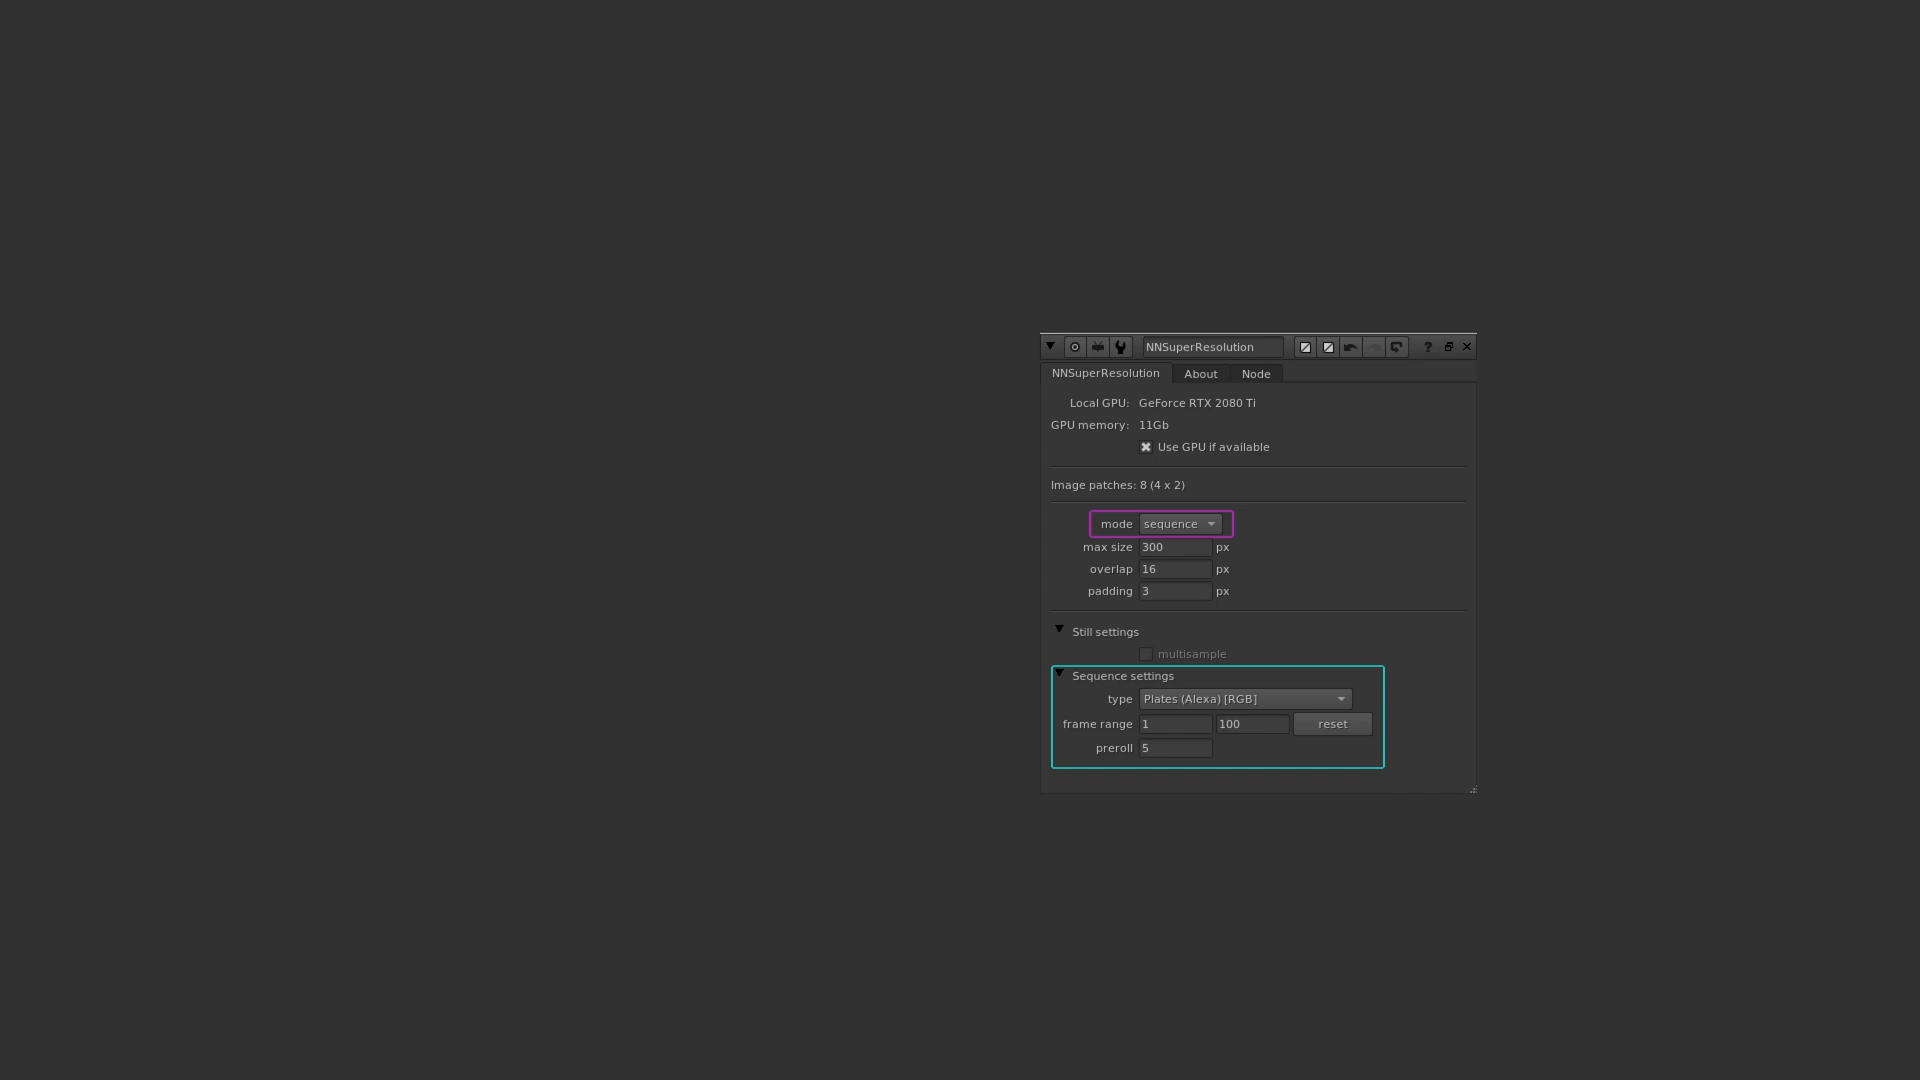 NNSuperResolution ?
NNSuperResolution About Node
Local GPU: GeForce RTX 2080 Ti
GPU memory: 11Gb
Use GPU if available
Image patches: 8 (4 x 2)
mode sequence
max size 300 px
overlap 16 px
padding 3 px
Still settings
multisample
Sequence settings
type Plates (Alexa) [RGB]
frame range 1 100 reset
preroll 5